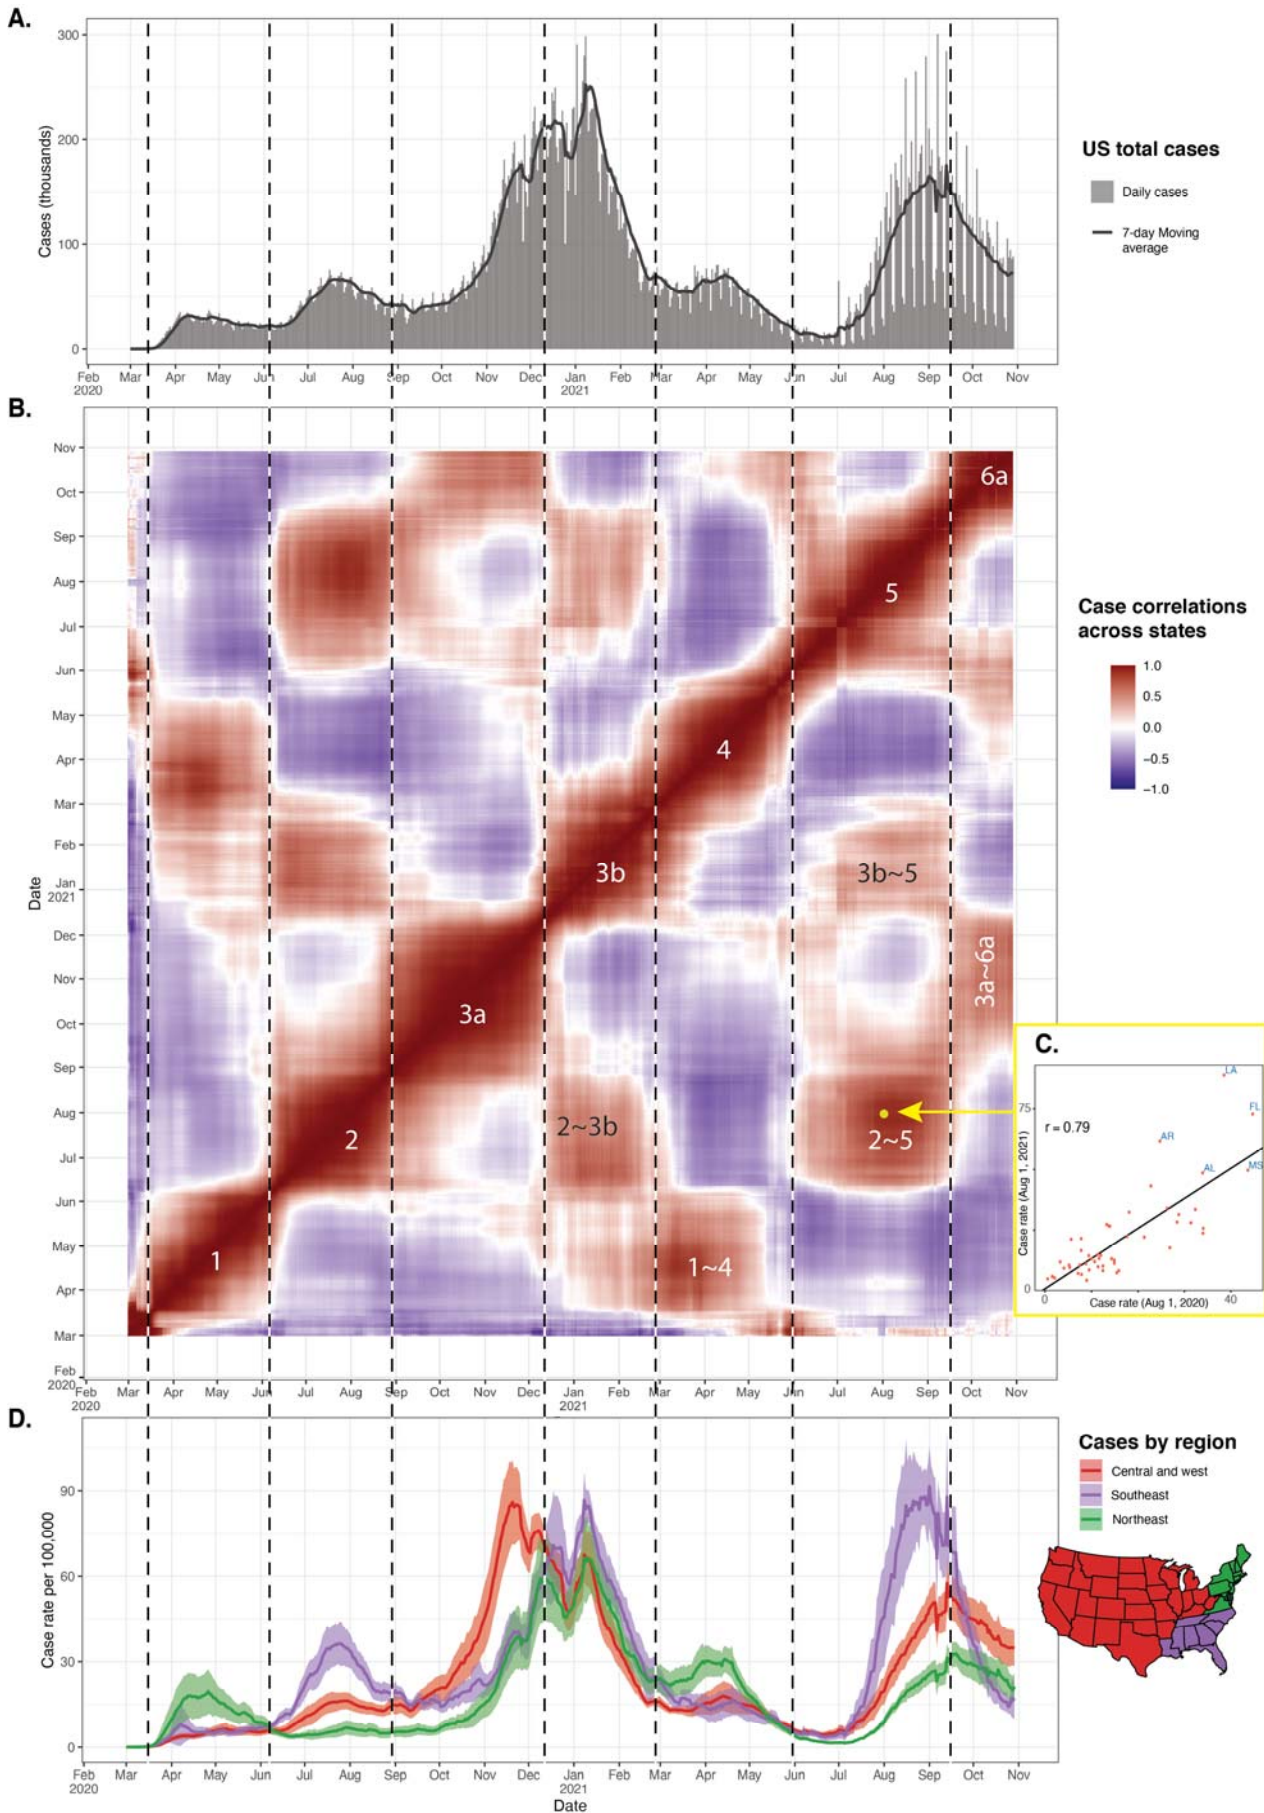 A.
300
200
100
0
Cases (thousands)
Feb Mar Apr May Jun Jul Aug Sep Oct Nov Dec Jan Feb Mar Apr May Jun Jul Aug Sep Oct Nov
2020 2021
US total cases
Daily cases
7-day Moving
average
B.
Nov
Oct
Sep
Aug
Jul
Jun
May
Apr
Mar
Feb
Jan
2021
Dec
Nov
Oct
Sep
Aug
Jul
Jun
May
Apr
Mar
Feb
2020
Date
6a
5
4
3b
3b~5
3a~6a
3a
2~3b
2
2~5
1
1~4
Feb Mar Apr May Jun Jul Aug Sep Oct Nov Dec Jan Feb Mar Apr May Jun Jul Aug Sep Oct Nov
2020 2021
Case correlations
across states
1.0
0.5
0.0
−0.5
−1.0
C.
LA
75
FL
r = 0.79
AR
AL
MS
0
Case rate (Aug 1, 2021)
0 40
Case rate (Aug 1, 2020)
D.
90
60
30
0
Case rate per 100,000
Feb Mar Apr May Jun Jul Aug Sep Oct Nov Dec Jan Feb Mar Apr May Jun Jul Aug Sep Oct Nov
2020 2021
Date
Cases by region
Central and west
Southeast
Northeast